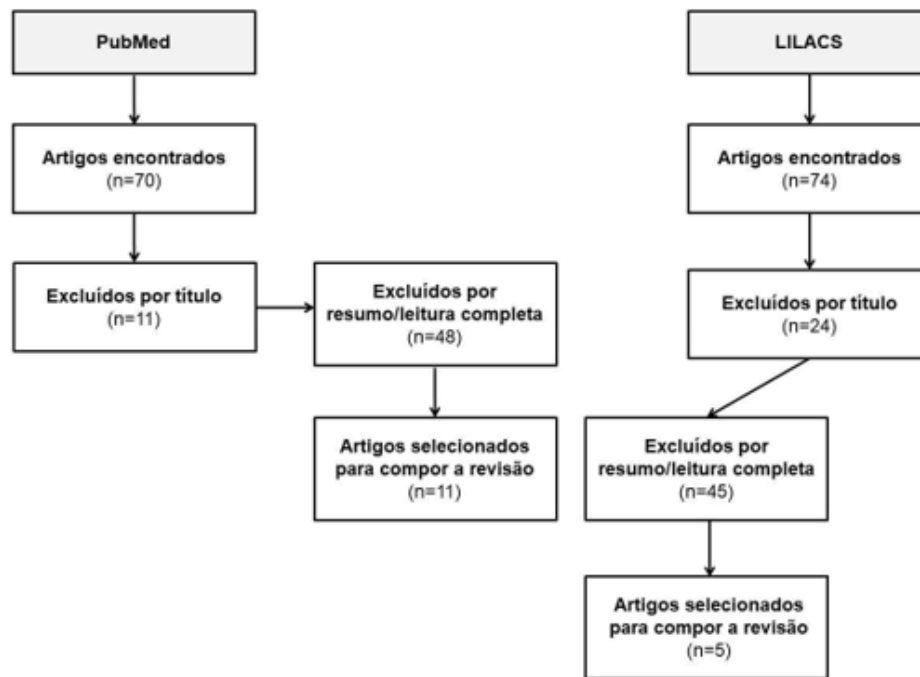 PubMed
Artigos encontrados
(n=70)
Excluídos por título
(n=11)
Excluídos por
resumo/leitura completa
(n=48)
Artigos selecionados
para compor a revisão
(n=11)
LILACS
Artigos encontrados
(n=74)
Excluídos por título
(n=24)
Excluídos por
resumo/leitura completa
(n=45)
Artigos selecionados
para compor a revisão
(n=5)